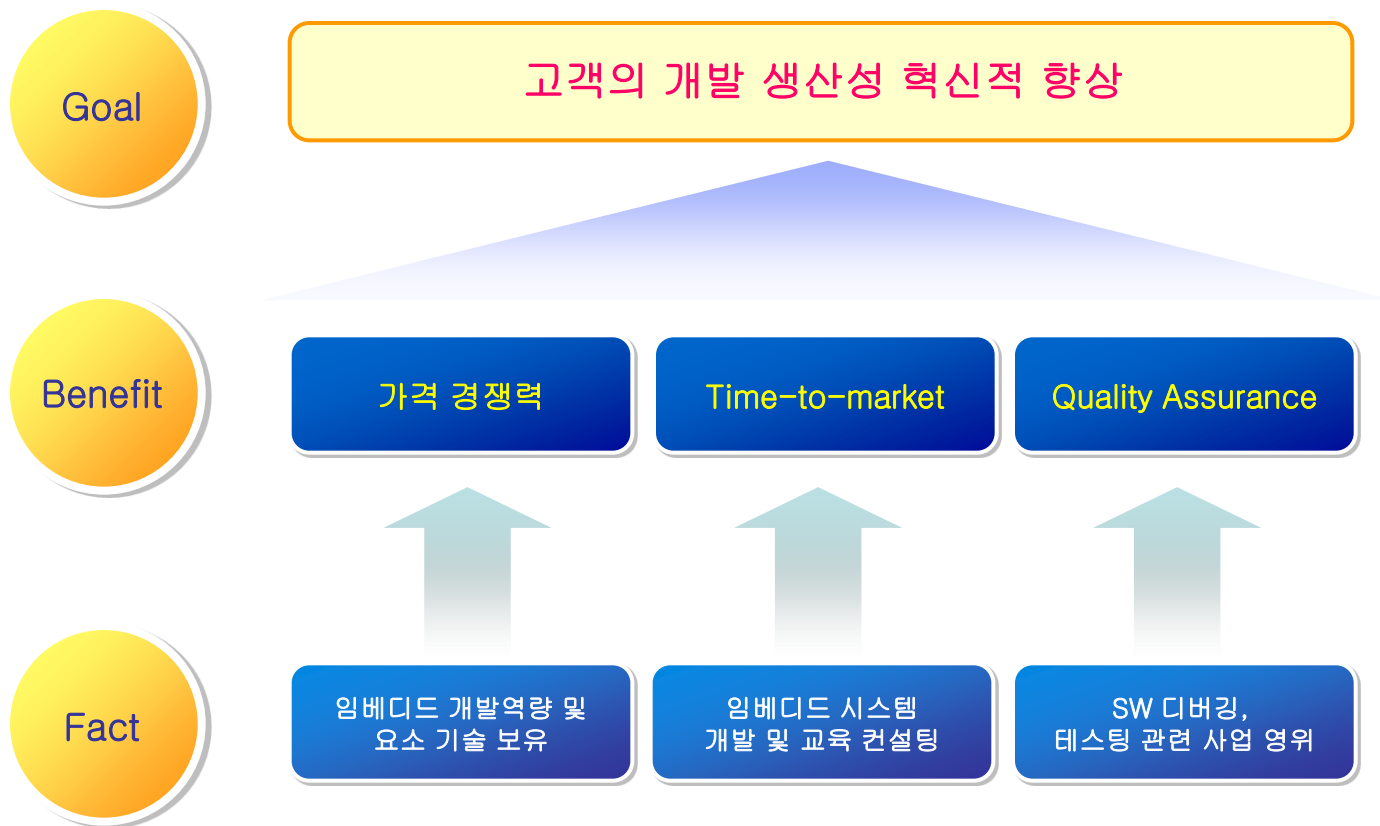 Goal
고객의 개발 생산성 혁신적 향상
Benefit
가격 경쟁력
Time-to-market
Quality Assurance
Fact
임베디드 개발역량 및
요소 기술 보유
임베디드 시스템
개발 및 교육 컨설팅
SW 디버깅,
테스팅 관련 사업 영위